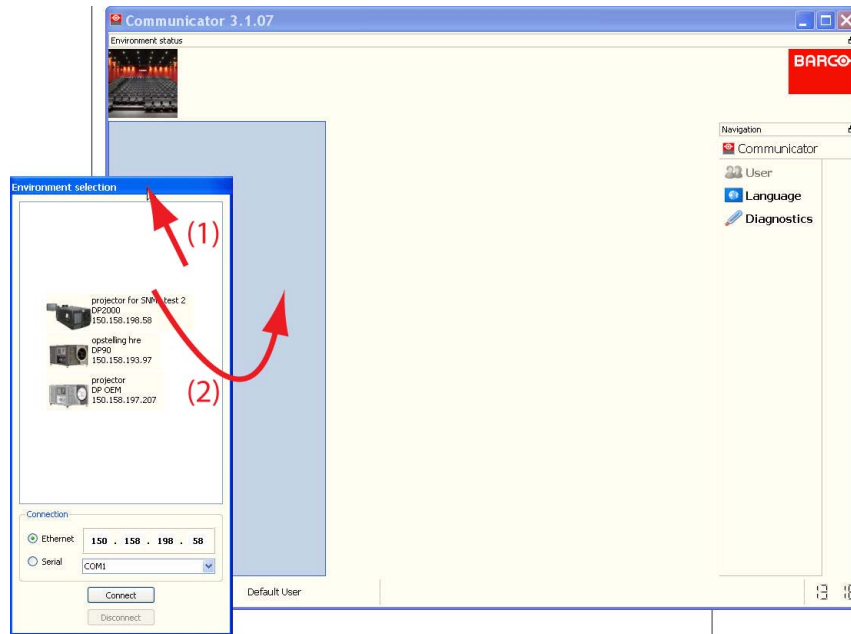 Communicator 3.1.07
Environment status
BARCO
Navigation
Communicator
User
Language
Diagnostics
Environment selection
(1)
projector for SNMP test 2
DP2000
150.158.198.58
opstelling hre
DP90
150.158.193.97
projector
DP OEM
150.158.197.207
(2)
Connection
Ethernet
150 . 158 . 198 . 58
Serial
COM1
Connect
Disconnect
Default User
13